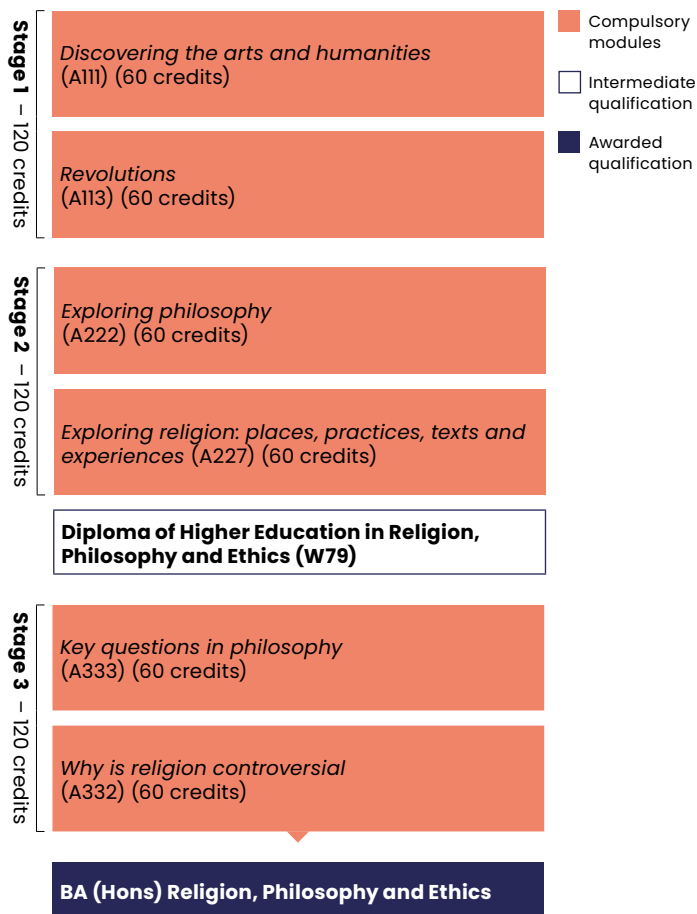 Stage 1 – 120 credits
Discovering the arts and humanities
(A111) (60 credits)
Revolutions
(A113) (60 credits)
Compulsory
modules
Intermediate
qualification
Awarded
qualification
Stage 2 – 120 credits
Exploring philosophy
(A222) (60 credits)
Exploring religion: places, practices, texts and
experiences (A227) (60 credits)
Diploma of Higher Education in Religion,
Philosophy and Ethics (W79)
Stage 3 – 120 credits
Key questions in philosophy
(A333) (60 credits)
Why is religion controversial
(A332) (60 credits)
BA (Hons) Religion, Philosophy and Ethics